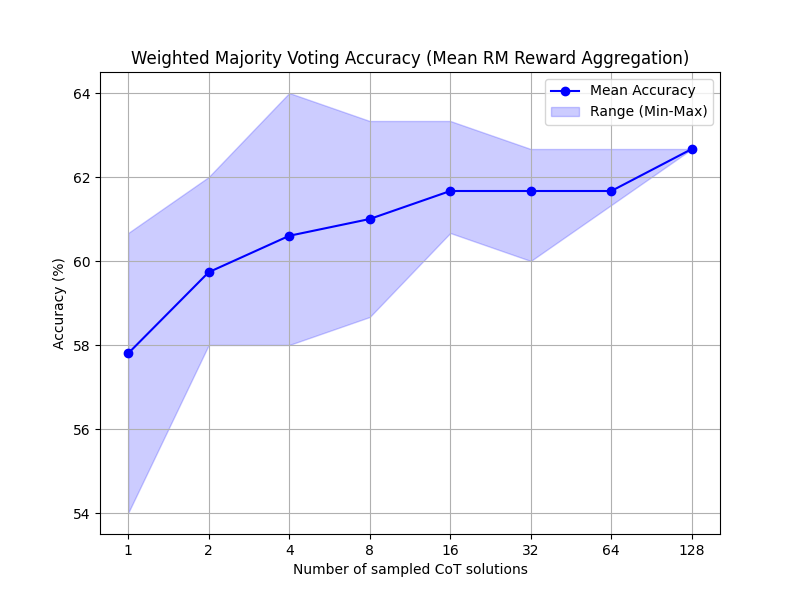 Weighted Majority Voting Accuracy (Mean RM Reward Aggregation)
Mean Accuracy
Range (Min-Max)
64
62
60
58
56
54
Accuracy (%)
1 2 4 8 16 32 64 128
Number of sampled CoT solutions